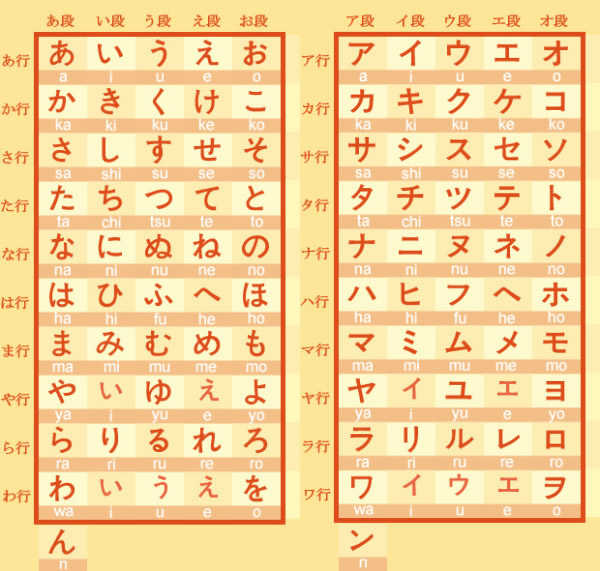 あ段 い段 う段 え段 お段 ア段 イ段 ウ段 エ段 オ段
あ行 あ い う え お ア行 ア イ ウ エ オ
a i u e o a i u e o
か行 か き く け こ カ行 カ キ ク ケ コ
ka ki ku ke ko ka ki ku ke ko
さ行 さ し す せ そ サ行 サ シ ス セ ソ
sa shi su se so sa shi su se so
た行 た ち つ て と タ行 タ チ ツ テ ト
ta chi tsu te to ta chi tsu te to
な行 な に ぬ ね の ナ行 ナ ニ ヌ ネ ノ
na ni nu ne no na ni nu ne no
は行 は ひ ふ へ ほ ハ行 ハ ヒ フ ヘ ホ
ha hi fu he ho ha hi fu he ho
ま行 ま み む め も マ行 マ ミ ム メ モ
ma mi mu me mo ma mi mu me mo
や行 や い ゆ え よ ヤ行 ヤ イ ユ エ ヨ
ya i yu e yo ya i yu e yo
ら行 ら り る れ ろ ラ行 ラ リ ル レ ロ
ra ri ru re ro ra ri ru re ro
わ行 わ い う え を ワ行 ワ イ ウ エ ヲ
wa i u e o wa i u e o
ん ン
n n